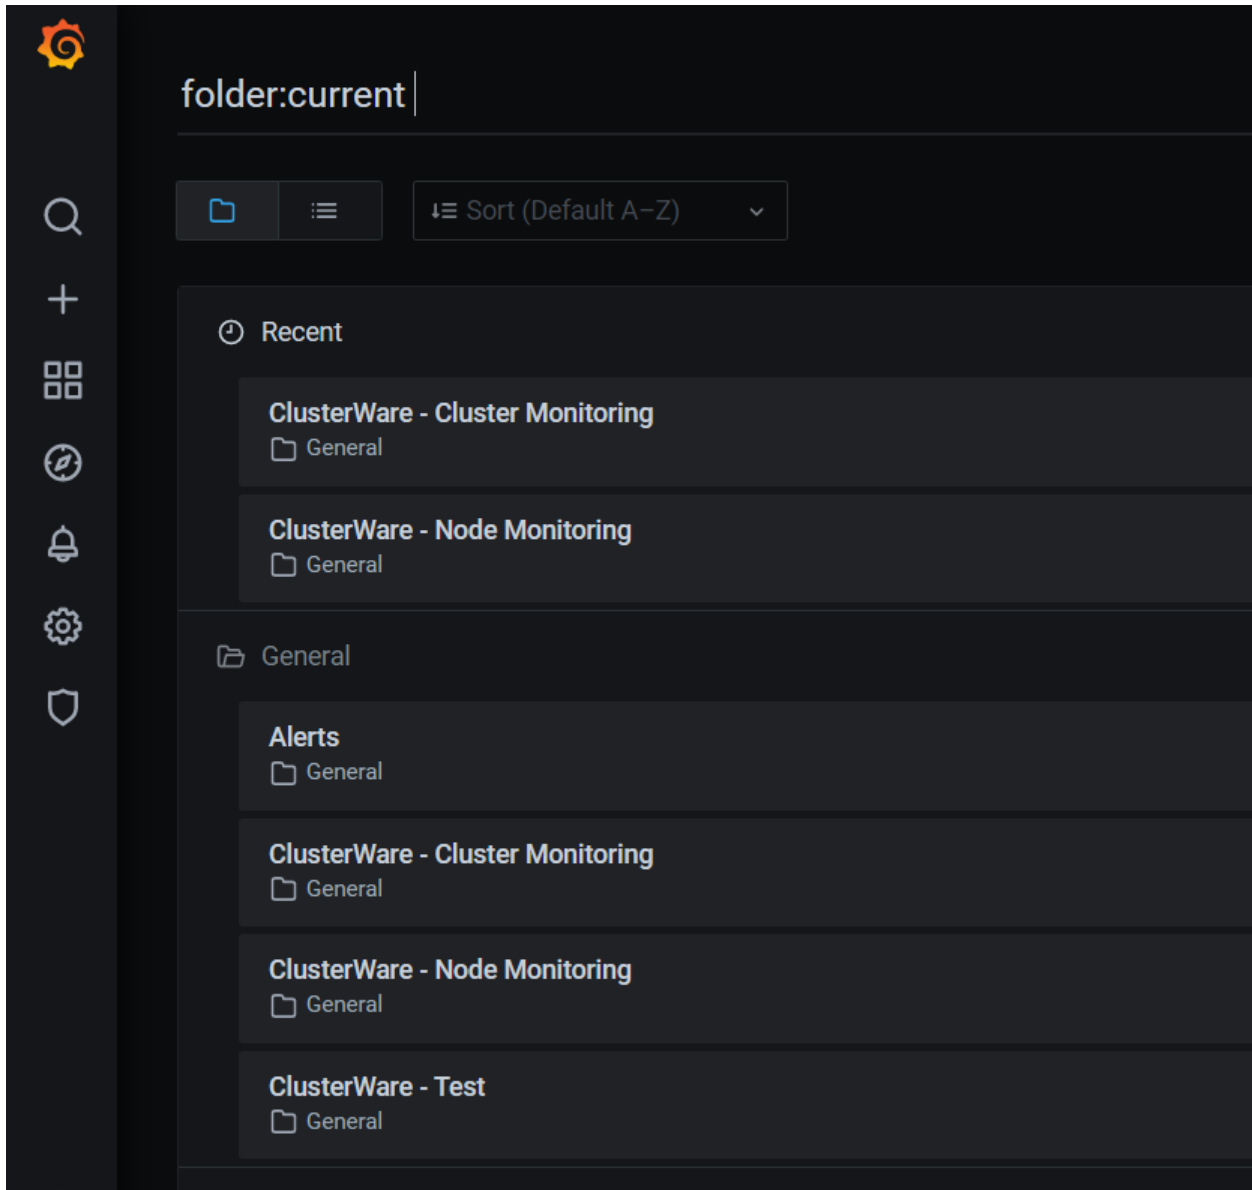 folder:current
Sort (Default A–Z)
Recent
ClusterWare - Cluster Monitoring
General
ClusterWare - Node Monitoring
General
General
Alerts
General
ClusterWare - Cluster Monitoring
General
ClusterWare - Node Monitoring
General
ClusterWare - Test
General